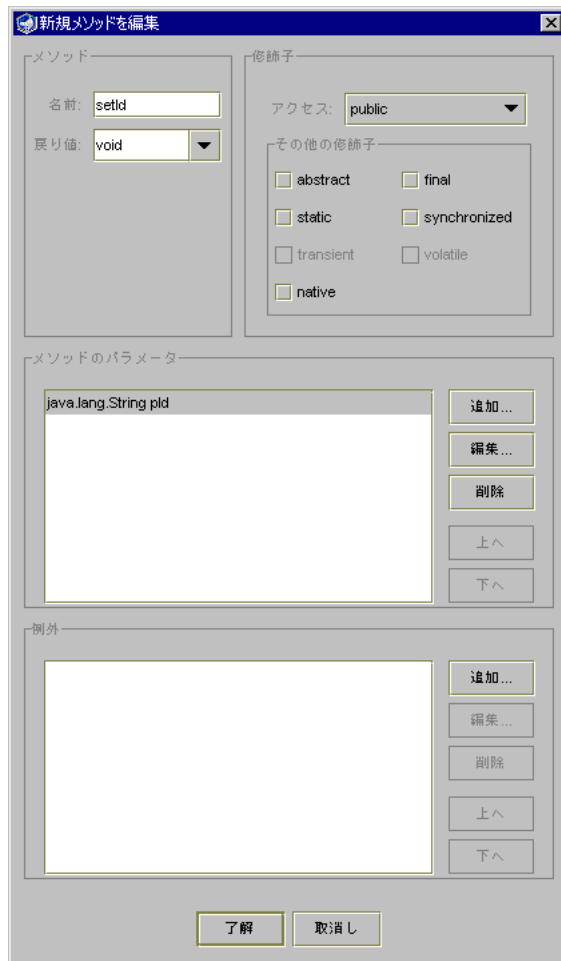 新規メソッドを編集
メソッド
名前: setId
戻り値: void
修飾子
アクセス: public
その他の修飾子
abstract
final
static
synchronized
transient
volatile
native
メソッドのパラメータ
java.lang.String pId
追加...
編集...
削除
上へ
下へ
例外
追加...
編集...
削除
上へ
下へ
了解
取消し